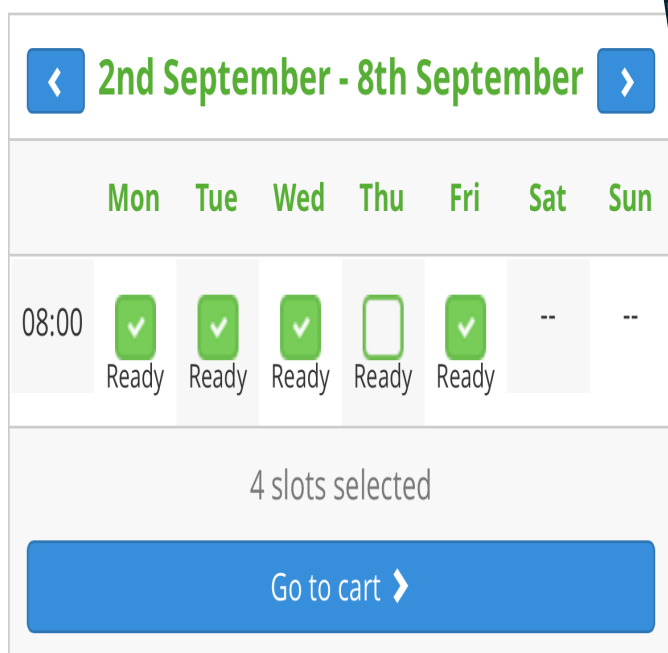 2nd September - 8th September
Mon Tue Wed Thu Fri Sat Sun
08:00 -- --
Ready Ready Ready Ready Ready
4 slots selected
Go to cart